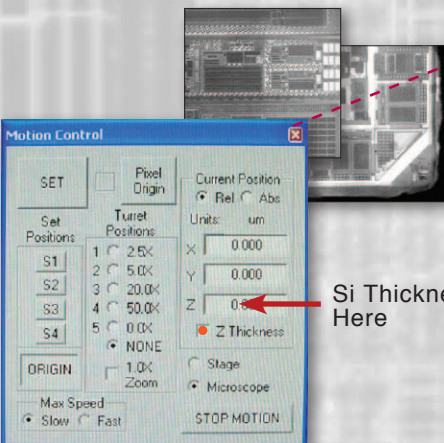 Motion Control
SET
Pixel
Origin
Current Position
Rel Abs
Units: um
X 0.000
Y 0.000
Z
Z Thickness
Set
Positions
S1
S2
S3
S4
ORIGIN
Turret
Positions
1 2.5X
2 5.0X
3 20.0X
4 50.0X
5 0.0X
NONE
1.0X
Zoom
Stage
Microscope
Max Speed
Slow Fast
STOP MOTION
Si
Here